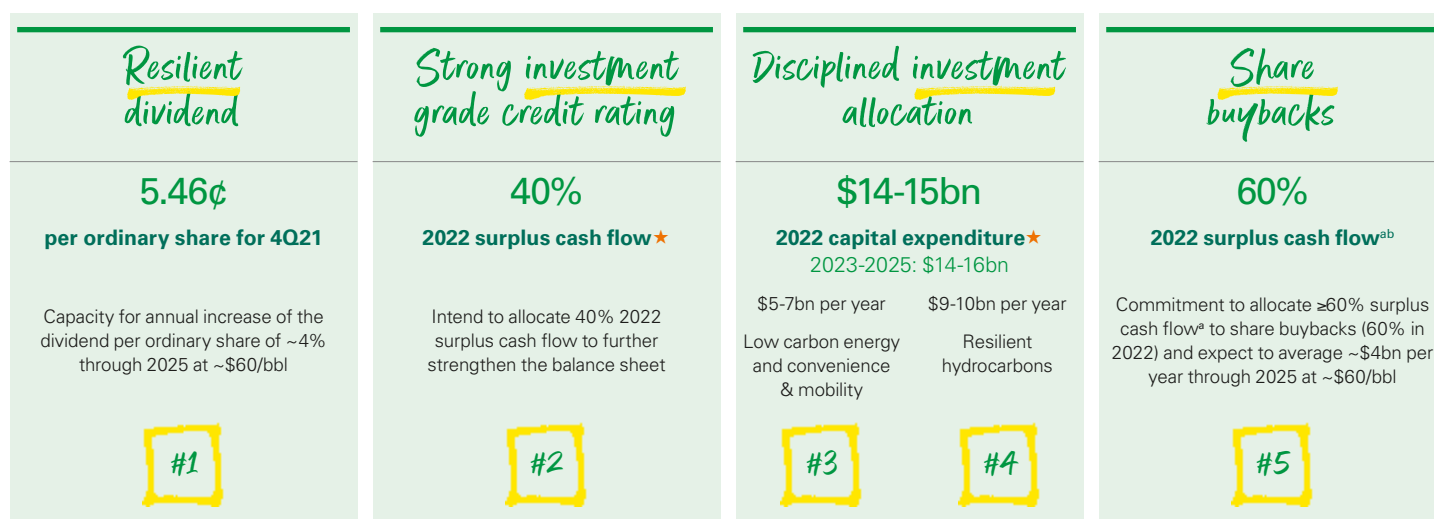 Resilient
dividend
5.46¢
per ordinary share for 4Q21
Capacity for annual increase of the
dividend per ordinary share of ~4%
through 2025 at ~$60/bbl
#1
Strong investment
grade credit rating
40%
2022 surplus cash flow★
Intend to allocate 40% 2022
surplus cash flow to further
strengthen the balance sheet
#2
Disciplined investment
allocation
$14-15bn
2022 capital expenditure★
2023-2025: $14-16bn
$5-7bn per year
Low carbon energy
and convenience
& mobility
#3
$9-10bn per year
Resilient
hydrocarbons
#4
Share
buybacks
60%
2022 surplus cash flowᵃᵇ
Commitment to allocate ≥60% surplus
cash flowᵃ to share buybacks (60% in
2022) and expect to average ~$4bn per
year through 2025 at ~$60/bbl
#5